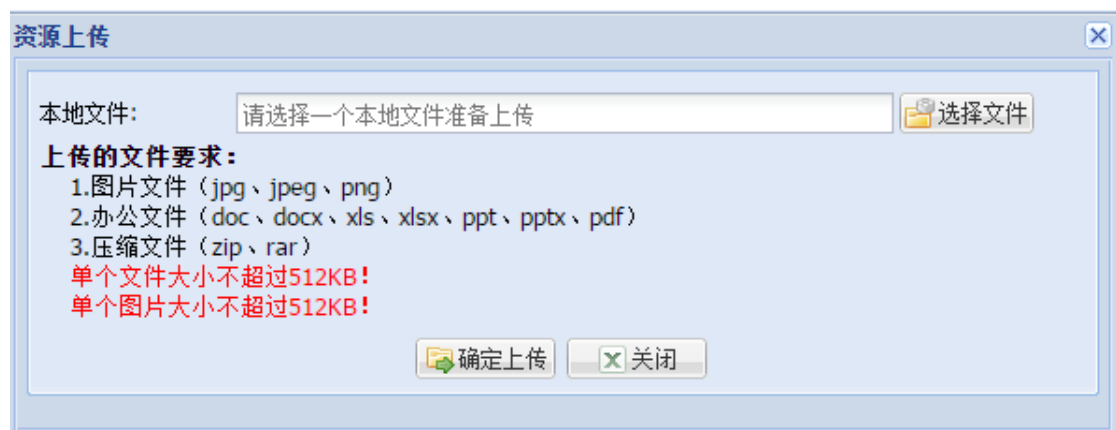 资源上传
本地文件: 请选择一个本地文件准备上传 选择文件
上传的文件要求：
1.图片文件（jpg、jpeg、png）
2.办公文件（doc、docx、xls、xlsx、ppt、pptx、pdf）
3.压缩文件（zip、rar）
单个文件大小不超过512KB！
单个图片大小不超过512KB！
确定上传 关闭